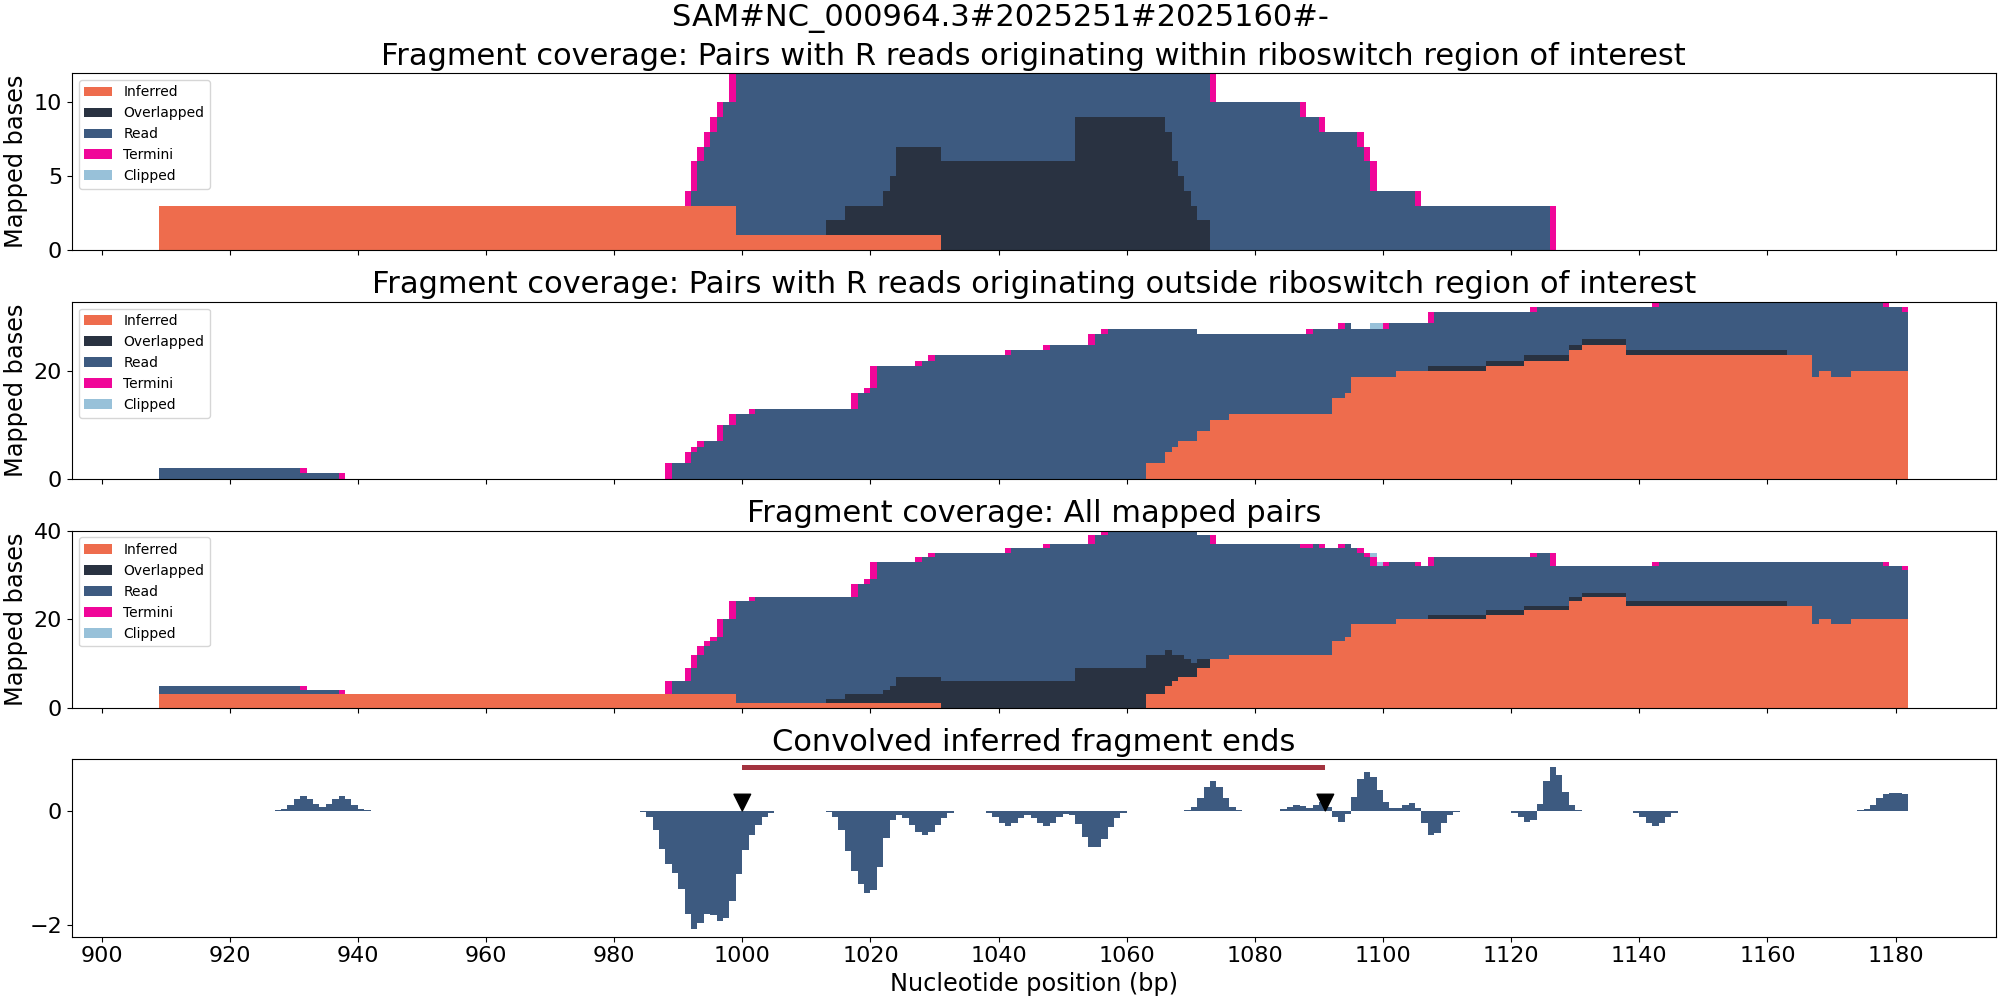 SAM#NC_000964.3#2025251#2025160#-
Fragment coverage: Pairs with R reads originating within riboswitch region of interest
Mapped bases
10
5
0
Inferred
Overlapped
Read
Termini
Clipped
Fragment coverage: Pairs with R reads originating outside riboswitch region of interest
Mapped bases
20
0
Inferred
Overlapped
Read
Termini
Clipped
Fragment coverage: All mapped pairs
Mapped bases
40
20
0
Inferred
Overlapped
Read
Termini
Clipped
Convolved inferred fragment ends
0
−2
900 920 940 960 980 1000 1020 1040 1060 1080 1100 1120 1140 1160 1180
Nucleotide position (bp)